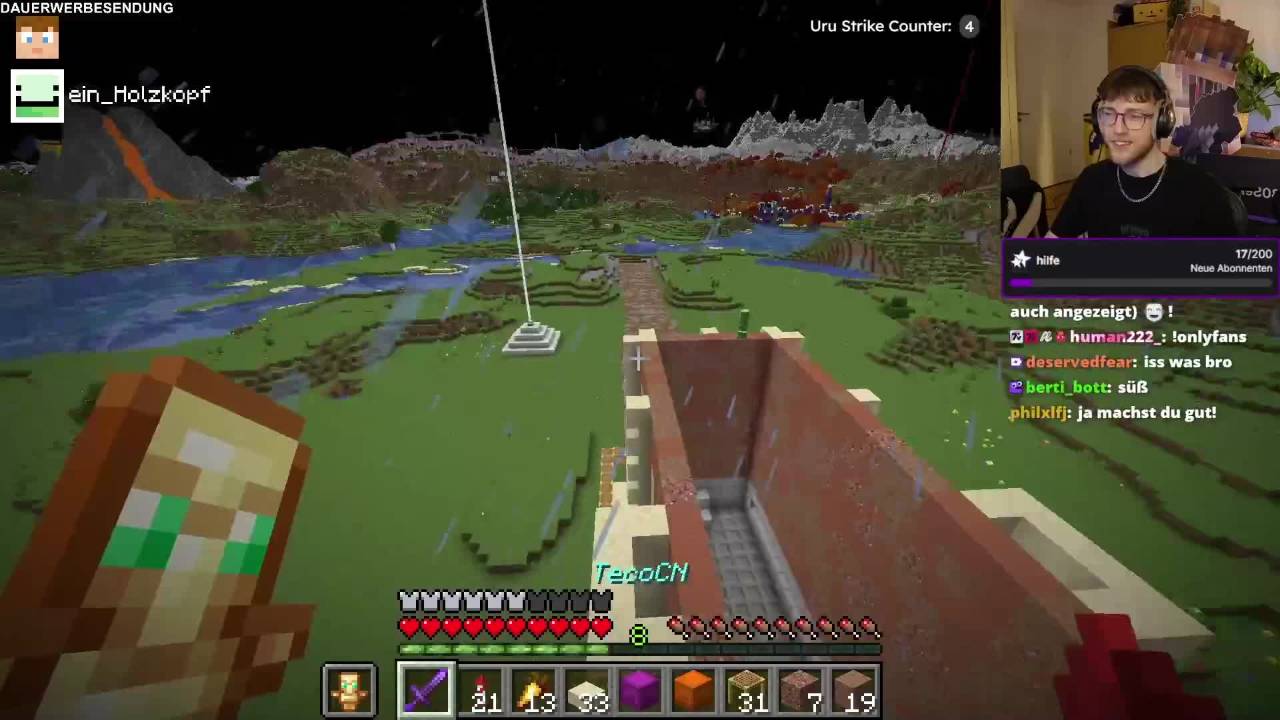 DAUERWERBESENDUNG
ein_Holzkopf
Uru Strike Counter: 4
hilfe
17/200
Neue Abonnenten
auch angezeigt) !
human222_: !onlyfans
deservedfear: iss was bro
berti_bott: süß
philxlfj: ja machst du gut!
TecoCN
8
21 13 33 31 7 19